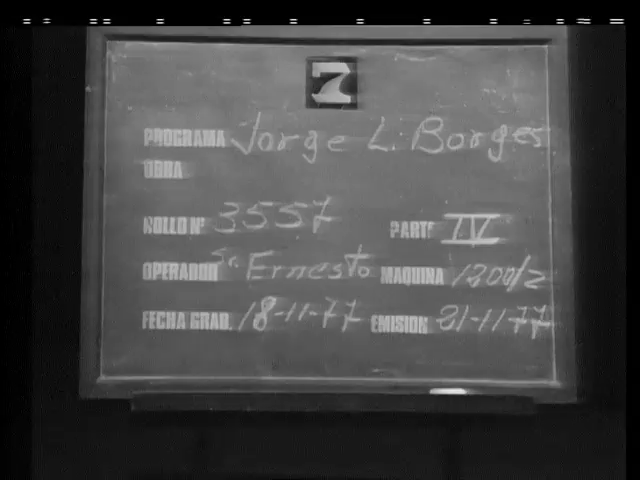 7
PROGRAMA Jorge L. Borges
OBRA
ROLLO Nº 3557 PARTE IV
OPERADOR Sr. Ernesto MAQUINA 1200/2
FECHA GRAB. 18-11-77 EMISION 21-11-77